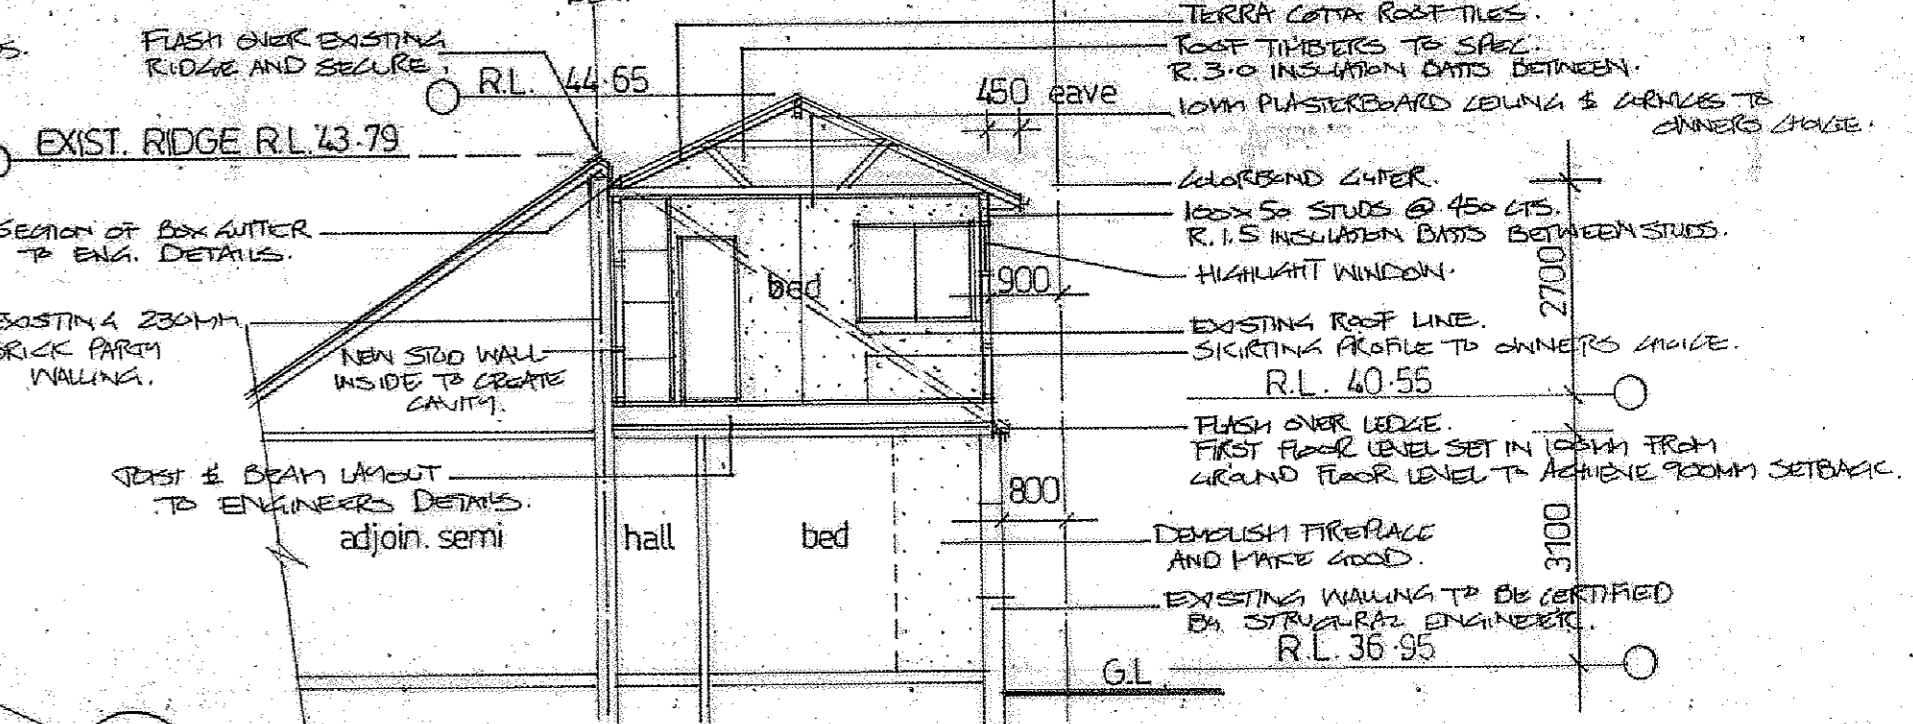 FLASH OVER EXISTING
RIDGE AND SECURE.
R.L. 44·65
EXIST. RIDGE R.L. 43·79
SECTION OF BOX GUTTER
TO ENG. DETAILS.
EXISTING 230MM
BRICK PARTY
WALLING.
NEW STUD WALL
INSIDE TO CREATE
CAVITY.
JOIST & BEAM LAYOUT
TO ENGINEERS DETAILS.
adjoin. semi
hall
bed
bed
450 eave
900
800
TERRA COTTA ROOF TILES.
ROOF TIMBERS TO SPEC.
R.3.0 INSULATION BATTS BETWEEN.
10MM PLASTERBOARD CEILING & CORNICES TO
OWNERS CHOICE.
COLORBOND GUTTER.
100x50 STUDS @ 450 CTS.
R.1.5 INSULATION BATTS BETWEEN STUDS.
HIGHLIGHT WINDOW.
EXISTING ROOF LINE.
SKIRTING PROFILE TO OWNERS CHOICE.
R.L. 40·55
FLASH OVER LEDGE.
FIRST FLOOR LEVEL SET IN 100MM FROM
GROUND FLOOR LEVEL TO ACHIEVE 900MM SETBACK.
DEMOLISH FIREPLACE
AND MAKE GOOD.
EXISTING WALLING TO BE CERTIFIED
BY STRUCURAL ENGINEER.
R.L. 36·95
G.L
2700
3100